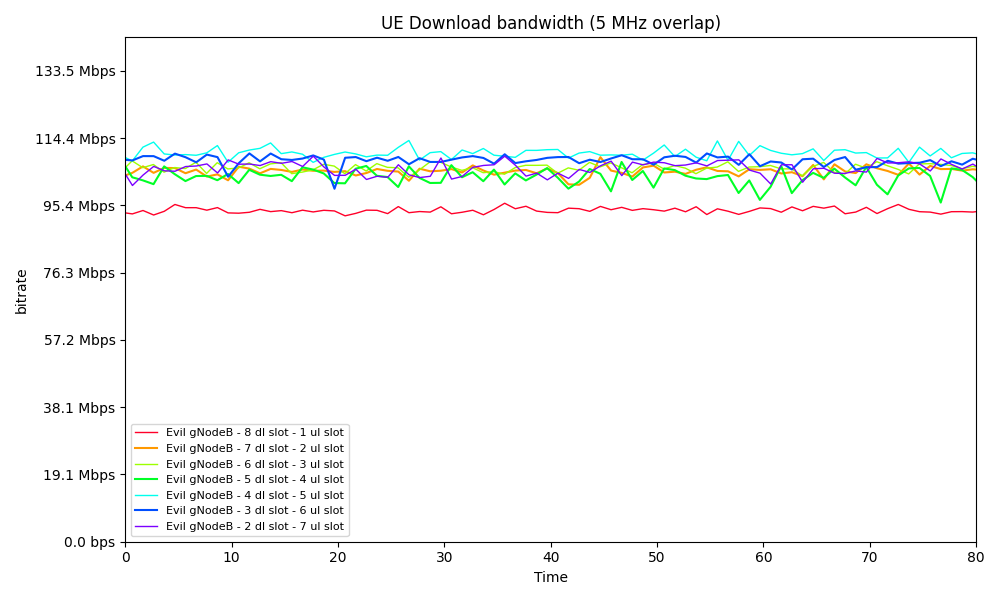 UE Download bandwidth (5 MHz overlap)
133.5 Mbps
114.4 Mbps
95.4 Mbps
76.3 Mbps
57.2 Mbps
38.1 Mbps
19.1 Mbps
0.0 bps
bitrate
Evil gNodeB - 8 dl slot - 1 ul slot
Evil gNodeB - 7 dl slot - 2 ul slot
Evil gNodeB - 6 dl slot - 3 ul slot
Evil gNodeB - 5 dl slot - 4 ul slot
Evil gNodeB - 4 dl slot - 5 ul slot
Evil gNodeB - 3 dl slot - 6 ul slot
Evil gNodeB - 2 dl slot - 7 ul slot
0 10 20 30 40 50 60 70 80
Time